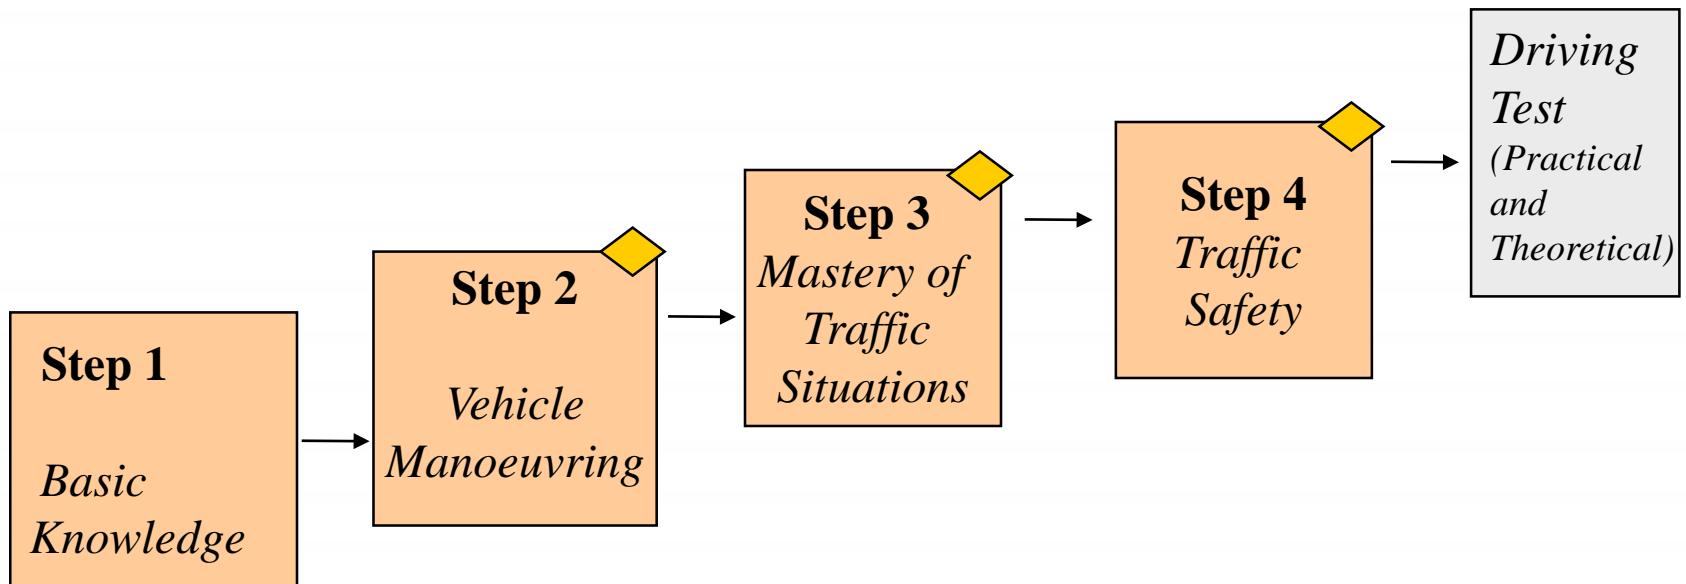 Step 1
Basic
Knowledge
Step 2
Vehicle
Manoeuvring
Step 3
Mastery of
Traffic
Situations
Step 4
Traffic
Safety
Driving
Test
(Practical
and
Theoretical)